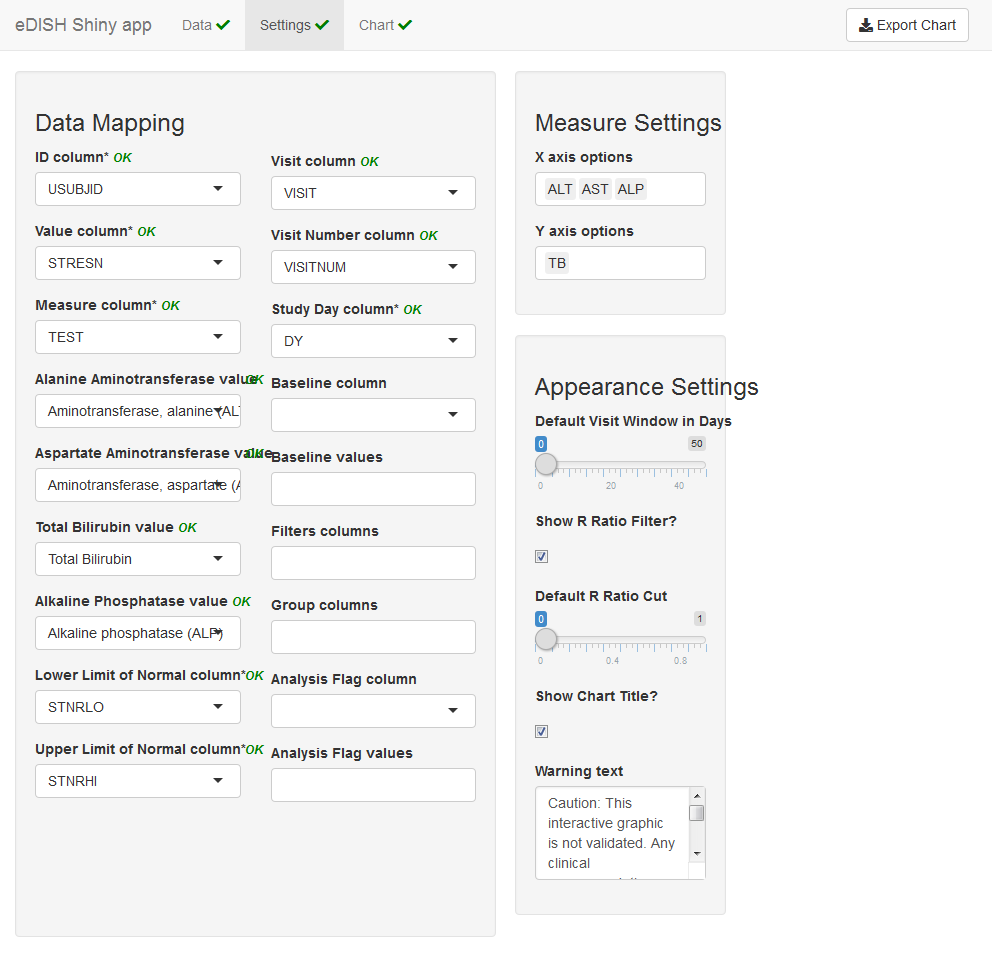 eDISH Shiny app
Data
Settings
Chart
Export Chart
Data Mapping
ID column* OK
USUBJID
Value column* OK
STRESN
Measure column* OK
TEST
Alanine Aminotransferase value OK
Aminotransferase, alanine (AL
Aspartate Aminotransferase value OK
Aminotransferase, aspartate (A
Total Bilirubin value OK
Total Bilirubin
Alkaline Phosphatase value OK
Alkaline phosphatase (ALP)
Lower Limit of Normal column*OK
STNRLO
Upper Limit of Normal column*OK
STNRHI
Visit column OK
VISIT
Visit Number column OK
VISITNUM
Study Day column* OK
DY
Baseline column
Baseline values
Filters columns
Group columns
Analysis Flag column
Analysis Flag values
Measure Settings
X axis options
ALT AST ALP
Y axis options
TB
Appearance Settings
Default Visit Window in Days
0 50
0 20 40
Show R Ratio Filter?
Default R Ratio Cut
0 1
0 0.4 0.8
Show Chart Title?
Warning text
Caution: This
interactive graphic
is not validated. Any
clinical